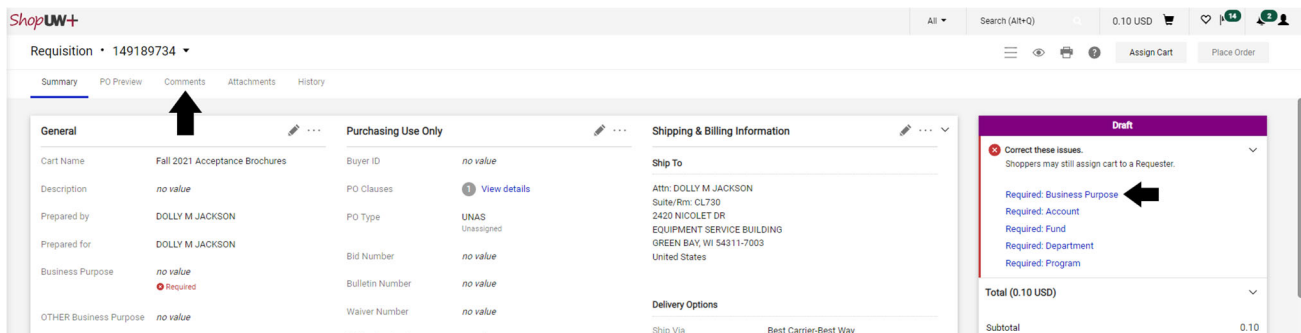 ShopUW+
All
Search (Alt+Q)
0.10 USD
14
2
Requisition • 149189734
?
Assign Cart
Place Order
Summary
PO Preview
Comments
Attachments
History
General
...
Cart Name Fall 2021 Acceptance Brochures
Description no value
Prepared by DOLLY M JACKSON
Prepared for DOLLY M JACKSON
Business Purpose no value
Required
OTHER Business Purpose no value
Purchasing Use Only
...
Buyer ID no value
PO Clauses 1 View details
PO Type UNAS
Unassigned
Bid Number no value
Bulletin Number no value
Waiver Number no value
Shipping & Billing Information
...
Ship To
Attn: DOLLY M JACKSON
Suite/Rm: CL730
2420 NICOLET DR
EQUIPMENT SERVICE BUILDING
GREEN BAY, WI 54311-7003
United States
Delivery Options
Ship Via Best Carrier-Best Way
Draft
Correct these issues.
Shoppers may still assign cart to a Requester.
Required: Business Purpose
Required: Account
Required: Fund
Required: Department
Required: Program
Total (0.10 USD)
Subtotal 0.10